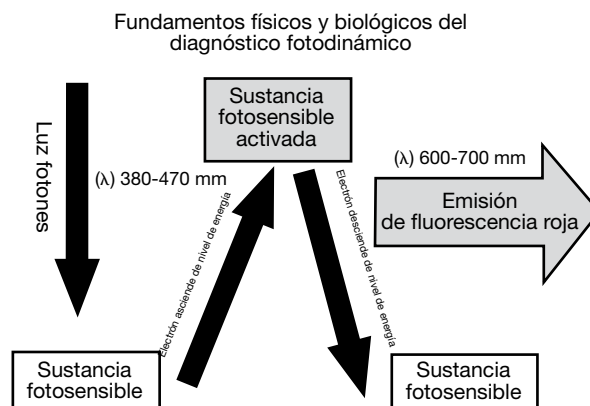 Fundamentos físicos y biológicos del
diagnóstico fotodinámico
Sustancia
fotosensible
activada
Luz fotones
(λ) 380-470 mm
Electrón asciende de nivel de energía
Electrón desciende de nivel de energía
(λ) 600-700 mm
Emisión
de fluorescencia roja
Sustancia
fotosensible
Sustancia
fotosensible